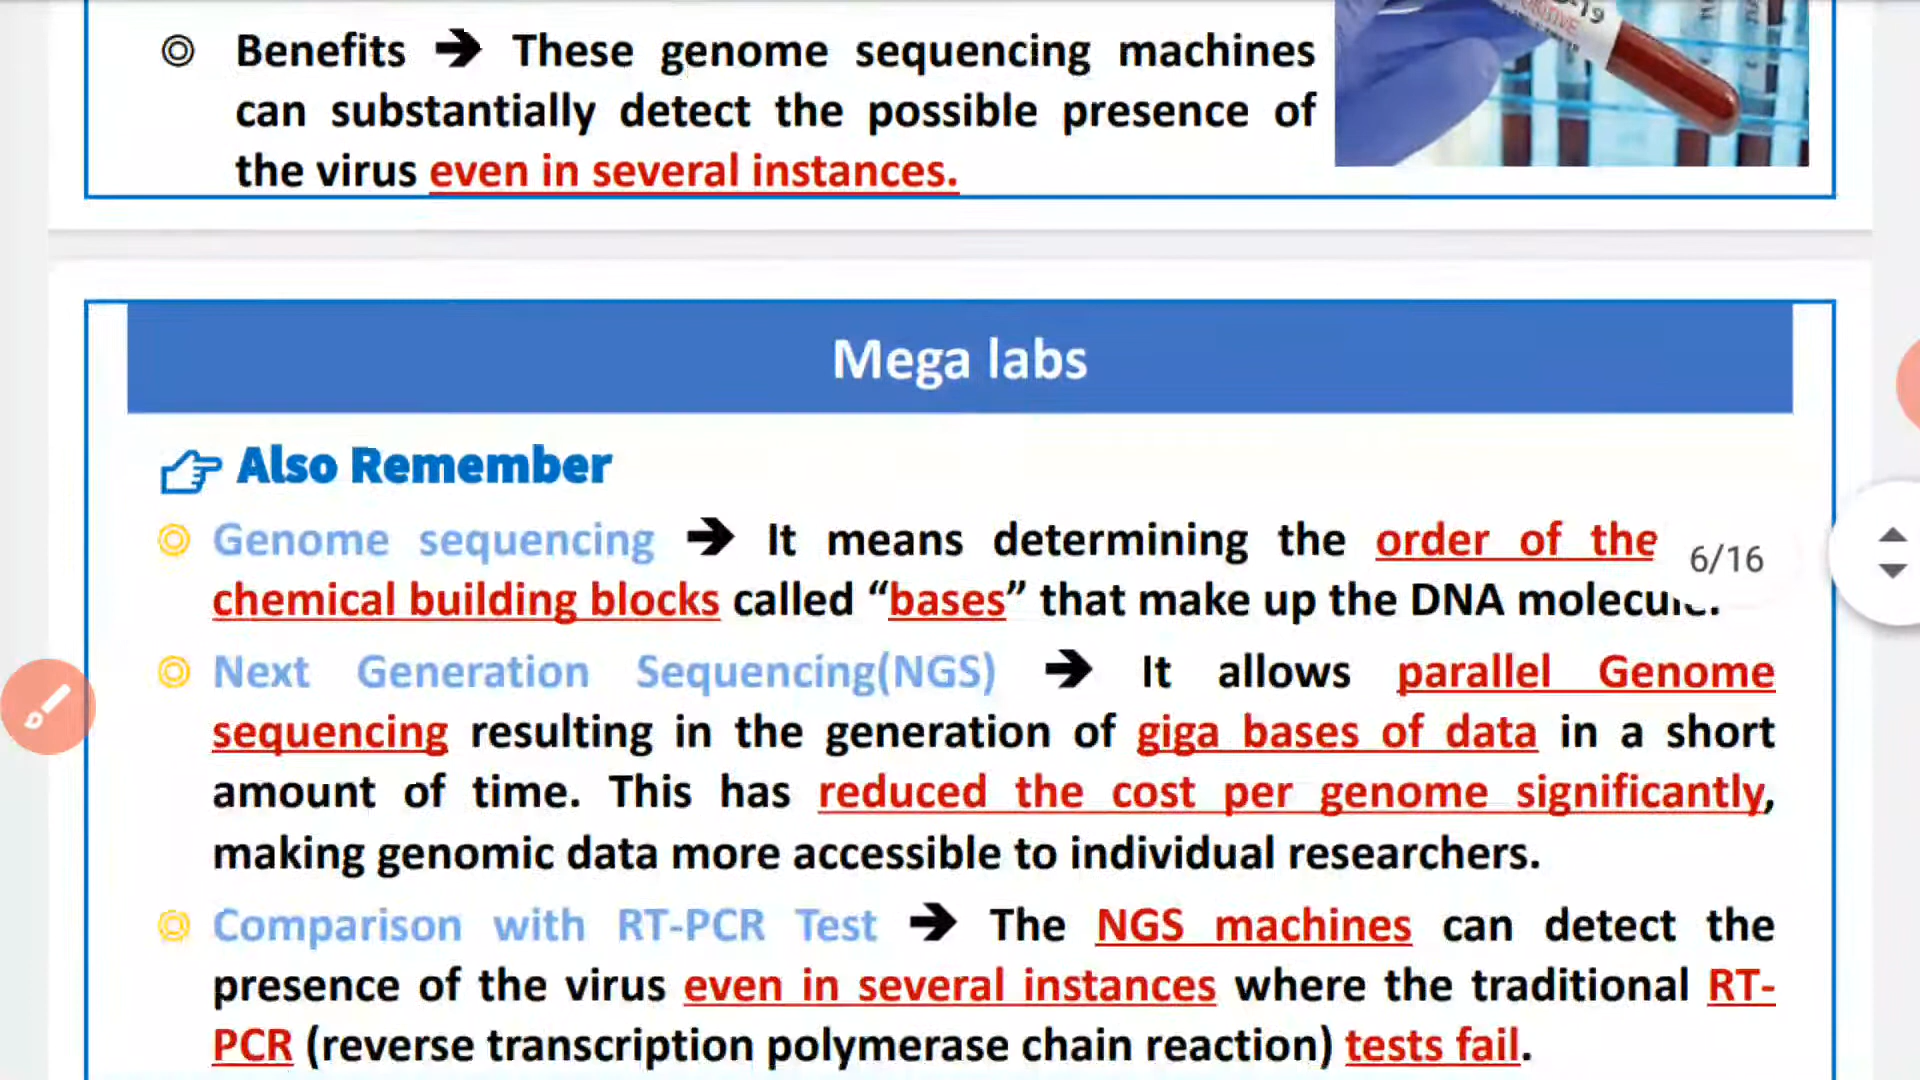 -19
Benefits ➔ These genome sequencing machines
can substantially detect the possible presence of
the virus even in several instances.
Mega labs
Also Remember
Genome sequencing ➔ It means determining the order of the
6/16
chemical building blocks called “bases” that make up the DNA
Next Generation Sequencing(NGS) ➔ It allows parallel Genome
sequencing resulting in the generation of giga bases of data in a short
amount of time. This has reduced the cost per genome significantly,
making genomic data more accessible to individual researchers.
Comparison with RT-PCR Test ➔ The NGS machines can detect the
presence of the virus even in several instances where the traditional RT-
PCR (reverse transcription polymerase chain reaction) tests fail.